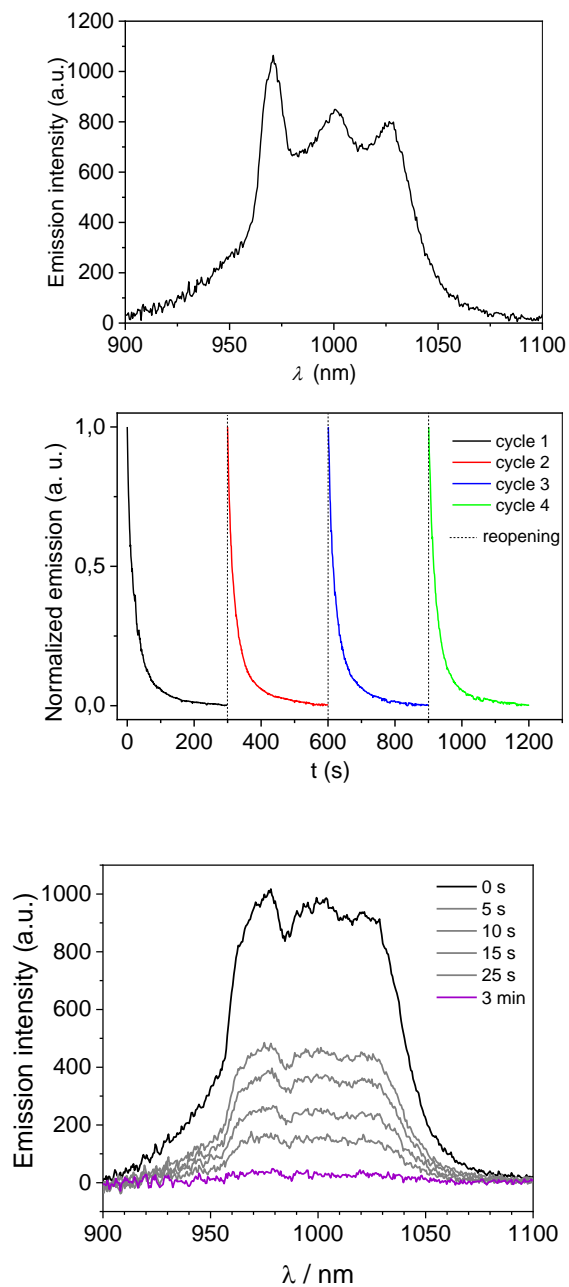 1200
1000
800
600
400
200
0
Emission intensity (a.u.)
900 950 1000 1050 1100
λ (nm)
1,0
0,5
0,0
Normalized emission (a. u.)
cycle 1
cycle 2
cycle 3
cycle 4
reopening
0 200 400 600 800 1000 1200
t (s)
1000
800
600
400
200
0
Emission intensity (a.u.)
0 s
5 s
10 s
15 s
25 s
3 min
900 950 1000 1050 1100
λ / nm